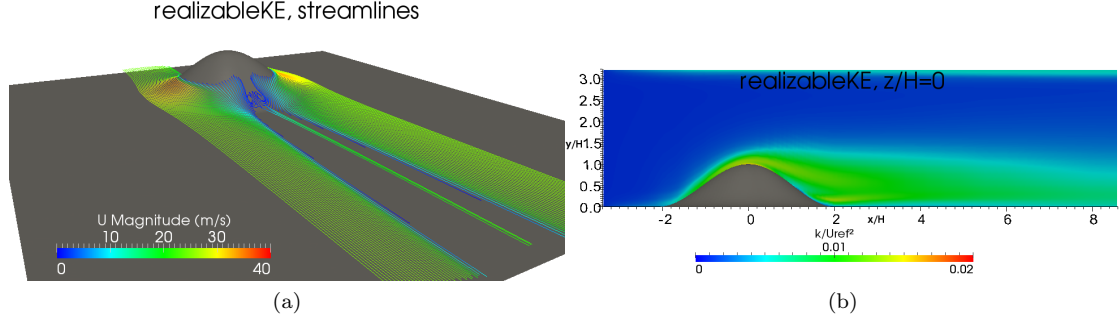 realizableKE, streamlines
U Magnitude (m/s)
10 20 30
0 40
(a)
realizableKE, z/H=0
3.0
2.5
2.0
y/H1.5
1.0
0.5
0.0
-2 0 2 x/H 4 6 8
k/Uref²
0.01
0 0.02
(b)